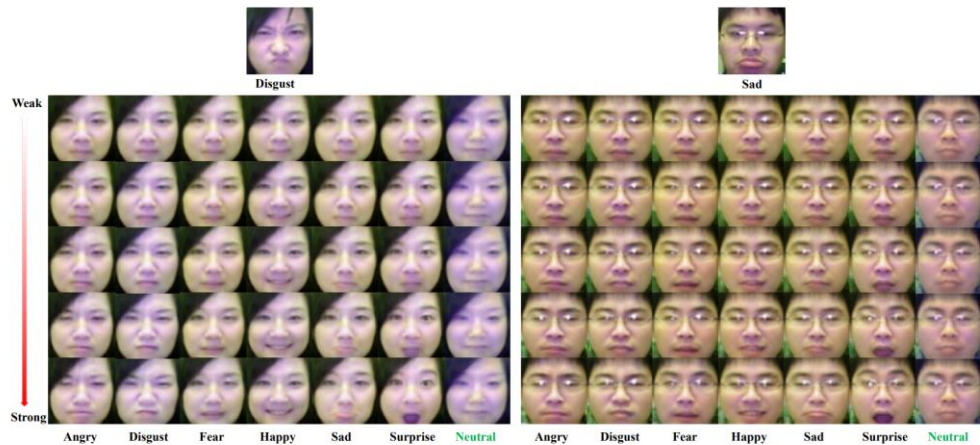 Disgust
Sad
Weak
Strong
Angry Disgust Fear Happy Sad Surprise Neutral
Angry Disgust Fear Happy Sad Surprise Neutral